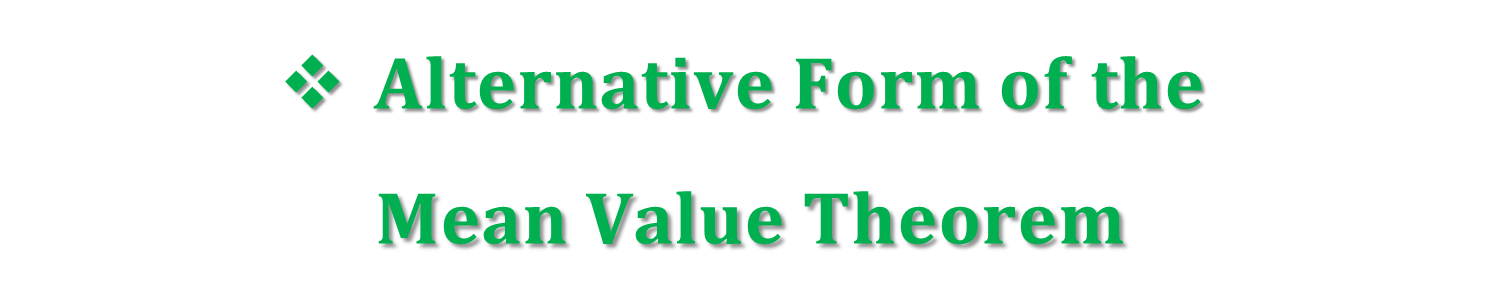 ❖ Alternative Form of the
Mean Value Theorem